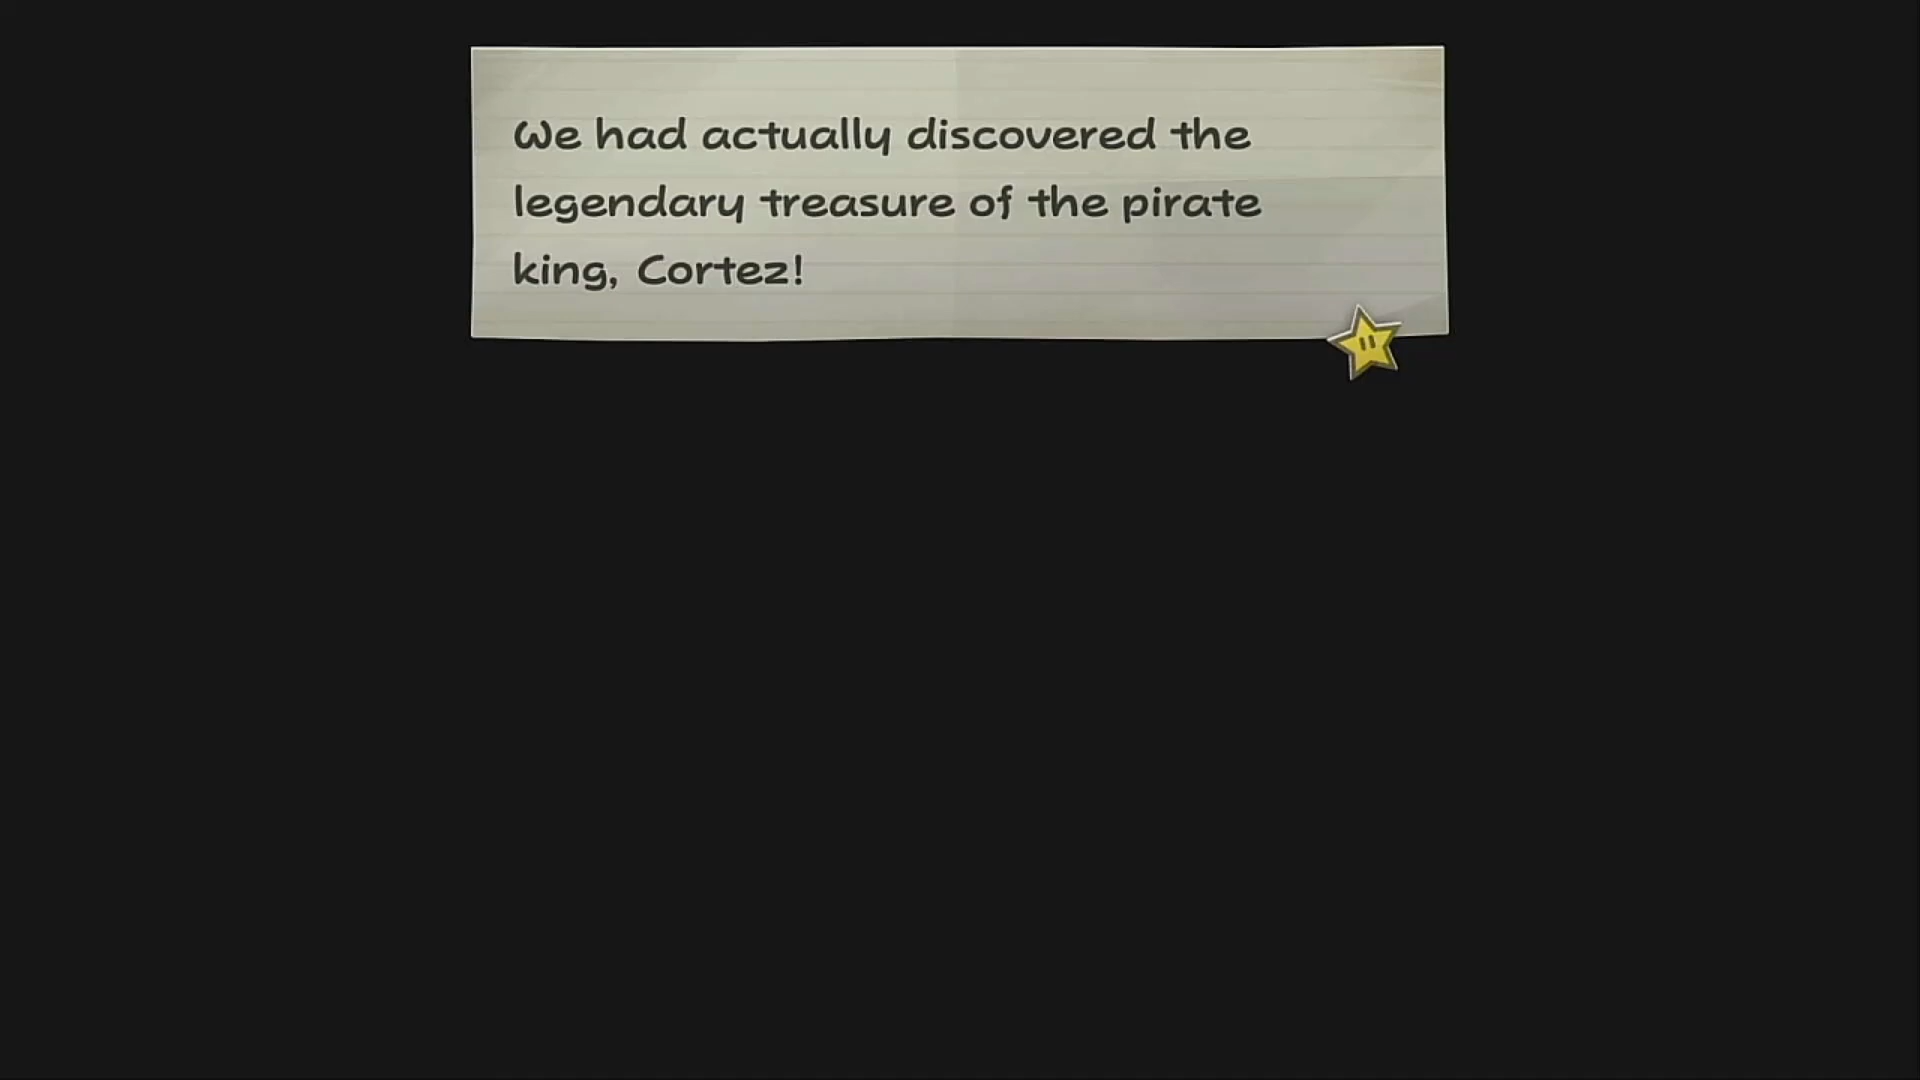 We had actually discovered the
legendary treasure of the pirate
king, Cortez!